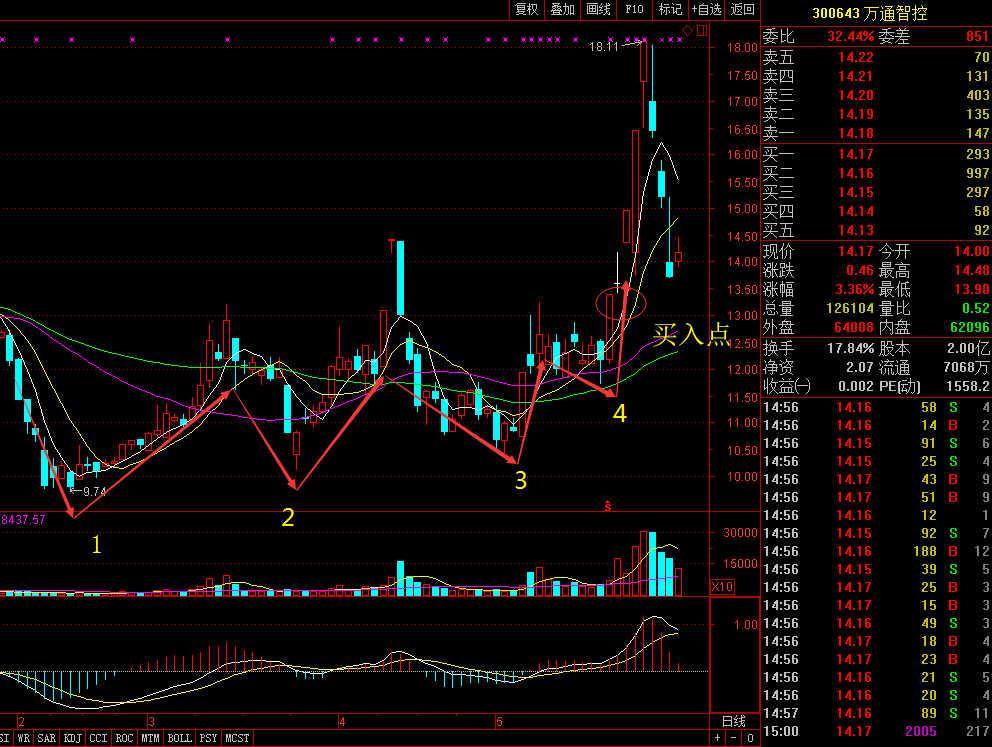 复权 叠加 画线 F10 标记 +自选 返回
300643 万通智控
委比 32.44% 委差 851
卖五 14.22 70
卖四 14.21 131
卖三 14.20 403
卖二 14.19 135
卖一 14.18 147
买一 14.17 293
买二 14.16 997
买三 14.15 297
买四 14.14 58
买五 14.13 92
现价 14.17 今开 14.00
涨跌 0.46 最高 14.48
涨幅 3.36% 最低 13.90
总量 126104 量比 0.52
外盘 64008 内盘 62096
换手 17.84% 股本 2.00亿
净资 2.07 流通 7068万
收益㈠ 0.002 PE[动] 1558.2
14:56 14.16 58 S 4
14:56 14.16 14 B 2
14:56 14.15 91 S 6
14:56 14.15 25 S 4
14:56 14.17 43 B 9
14:56 14.17 51 B 9
14:56 14.16 12 1
14:56 14.15 92 S 7
14:56 14.16 188 B 12
14:56 14.15 39 S 5
14:56 14.17 25 B 3
14:56 14.17 15 B 3
14:56 14.16 49 S 3
14:56 14.17 18 B 4
14:56 14.17 23 B 4
14:56 14.16 21 S 5
14:56 14.16 20 S 4
14:57 14.16 89 S 11
15:00 14.17 2005 217
18.11
18.00
17.50
17.00
16.50
16.00
15.50
15.00
14.50
14.00
13.50
13.00
12.50
12.00
11.50
11.00
10.50
10.00
买入点
4
3
9.74
2
1
$
8437.57
30000
15000
X10
1.00
2 3 4 5 日线
SI WR SAR KDJ CCI ROC MTM BOLL PSY MCST + - 0